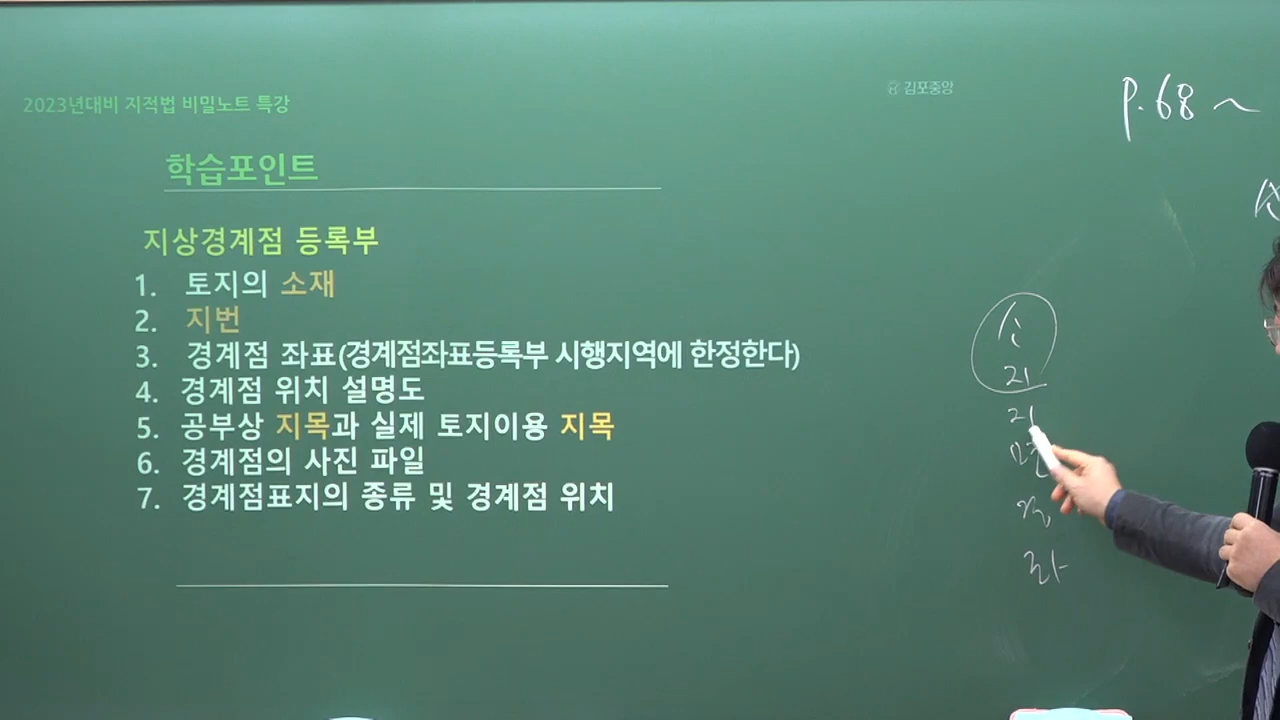 2023년대비 지적법 비밀노트 특강
김포중앙
P.68~
학습포인트
지상경계점 등록부
1. 토지의 소재
2. 지번
3. 경계점 좌표(경계점좌표등록부 시행지역에 한정한다)
4. 경계점 위치 설명도
5. 공부상 지목과 실제 토지이용 지목
6. 경계점의 사진 파일
7. 경계점표지의 종류 및 경계점 위치
소
지
지
면
경
좌